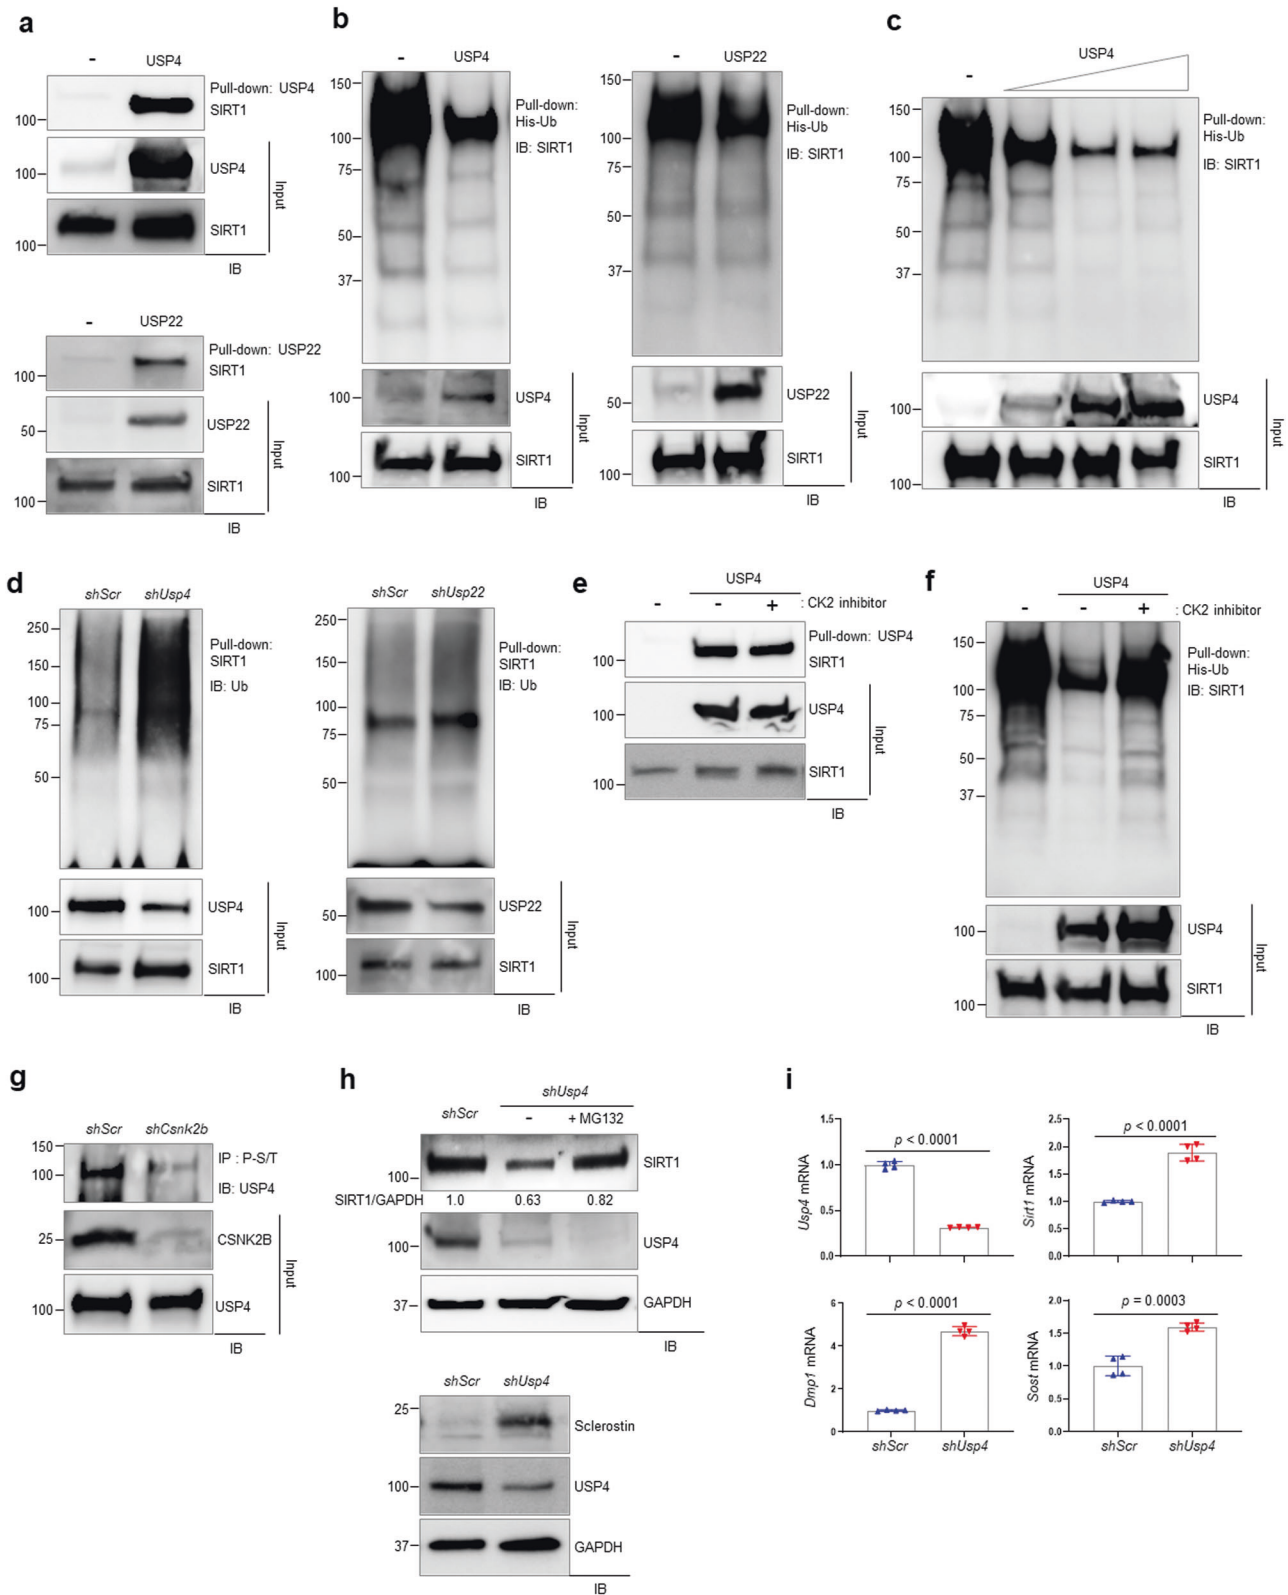 a
- USP4
Pull-down: USP4
SIRT1
100
USP4
100
SIRT1
100
Input
IB
- USP22
Pull-down: USP22
SIRT1
100
USP22
50
SIRT1
100
Input
IB
b
- USP4
150
100
75
50
37
Pull-down:
His-Ub
IB: SIRT1
100
USP4
SIRT1
100
Input
IB
- USP22
150
100
75
50
37
Pull-down:
His-Ub
IB: SIRT1
50
USP22
SIRT1
100
Input
IB
c
USP4
-
150
100
75
50
37
Pull-down:
His-Ub
IB: SIRT1
100
USP4
SIRT1
100
Input
IB
d
shScr shUsp4
250
150
100
75
50
Pull-down:
SIRT1
IB: Ub
100
USP4
SIRT1
100
Input
IB
shScr shUsp22
250
150
100
75
50
Pull-down:
SIRT1
IB: Ub
50
USP22
SIRT1
100
Input
IB
e
USP4
- - + : CK2 inhibitor
Pull-down: USP4
SIRT1
100
USP4
100
SIRT1
100
Input
IB
f
USP4
- - + : CK2 inhibitor
150
100
75
50
37
Pull-down:
His-Ub
IB: SIRT1
100
USP4
SIRT1
100
Input
IB
g
shScr shCsnk2b
150
100
IP : P-S/T
IB: USP4
25
CSNK2B
100
USP4
Input
IB
h
shUsp4
shScr - + MG132
100
SIRT1
SIRT1/GAPDH 1.0 0.63 0.82
100
USP4
37
GAPDH
IB
shScr shUsp4
25
Sclerostin
100
USP4
37
GAPDH
IB
i
Usp4 mRNA
1.5
1.0
0.5
0.0
p < 0.0001
Sirt1 mRNA
2.5
2.0
1.5
1.0
0.5
0.0
p < 0.0001
Dmp1 mRNA
6
4
2
0
p < 0.0001
shScr shUsp4
Sost mRNA
2.0
1.5
1.0
0.5
0.0
p = 0.0003
shScr shUsp4